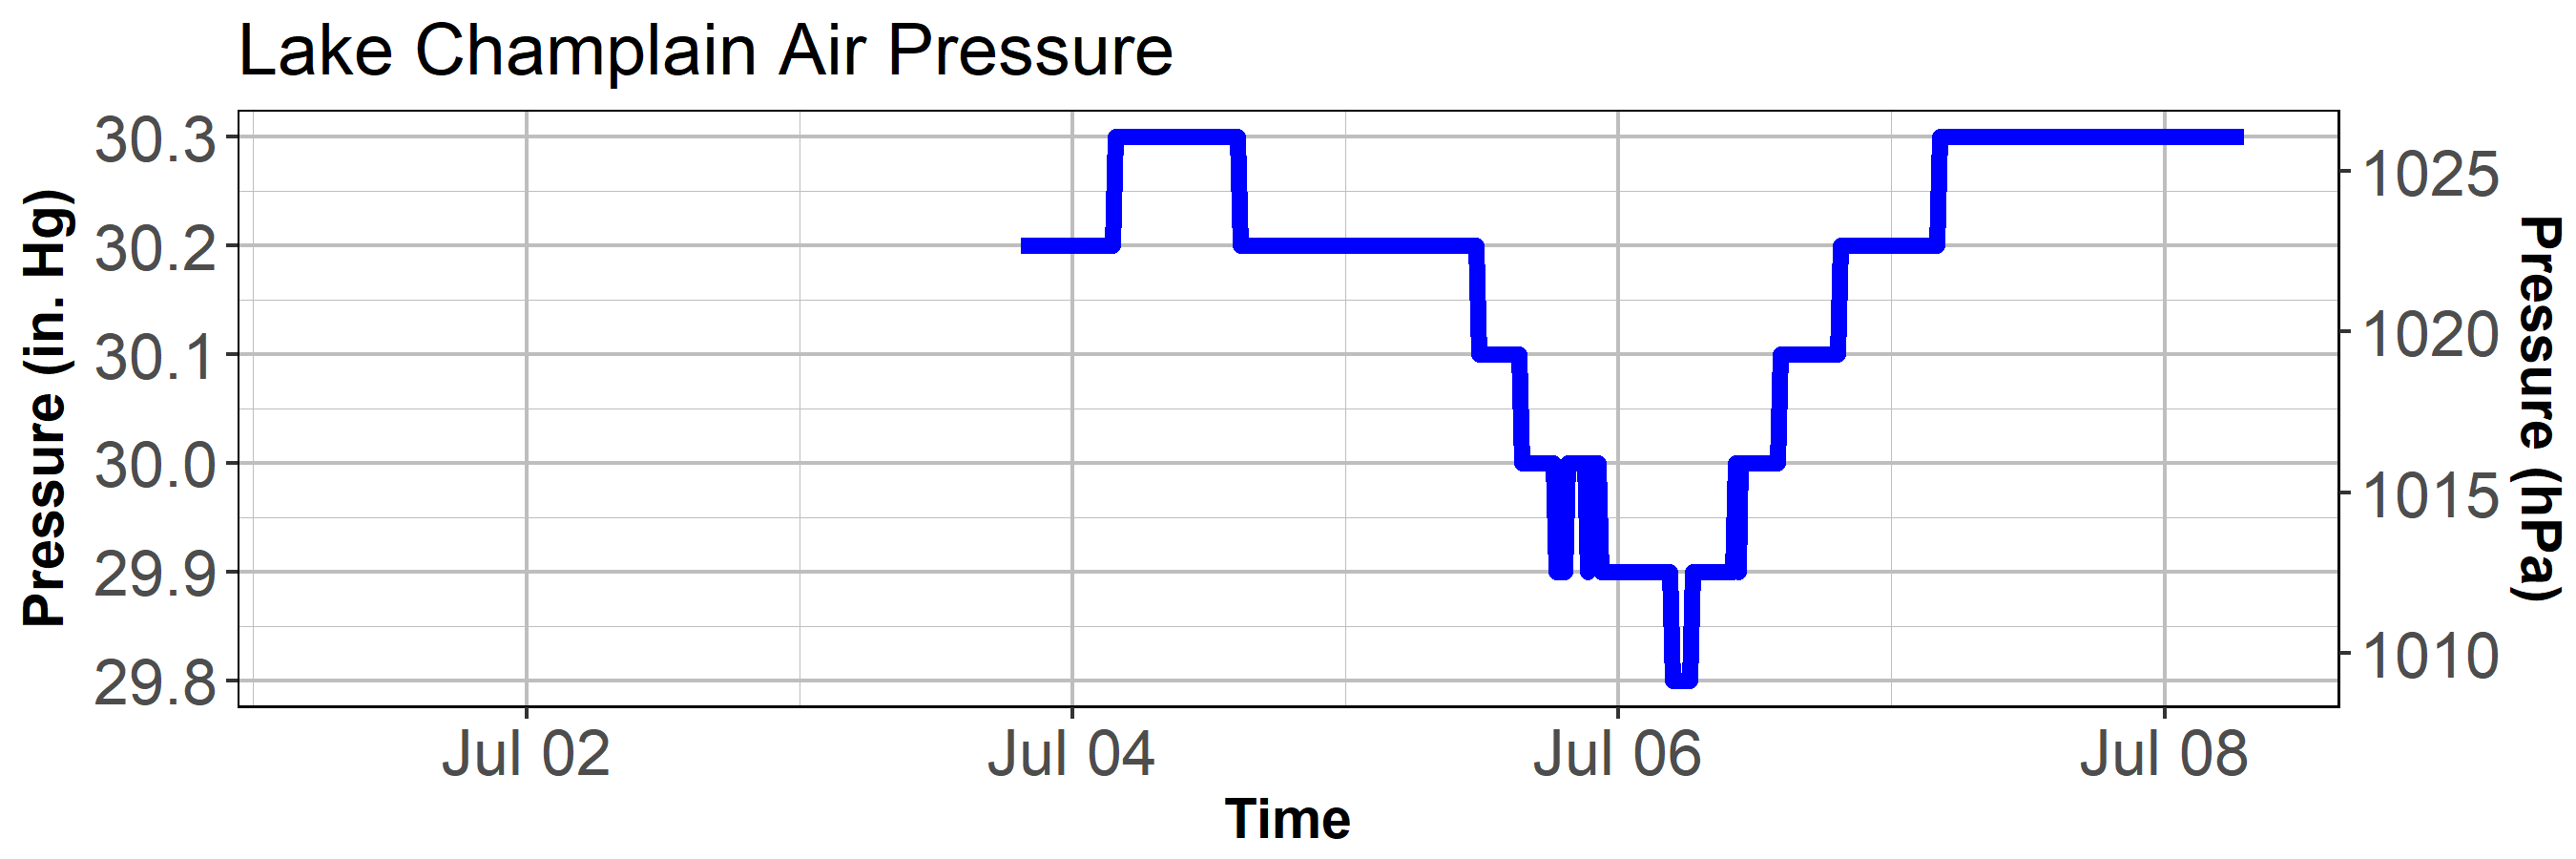 Lake Champlain Air Pressure
Pressure (in. Hg)
30.3
30.2
30.1
30.0
29.9
29.8
1025
1020
1015
1010
Pressure (hPa)
Jul 02 Jul 04 Jul 06 Jul 08
Time